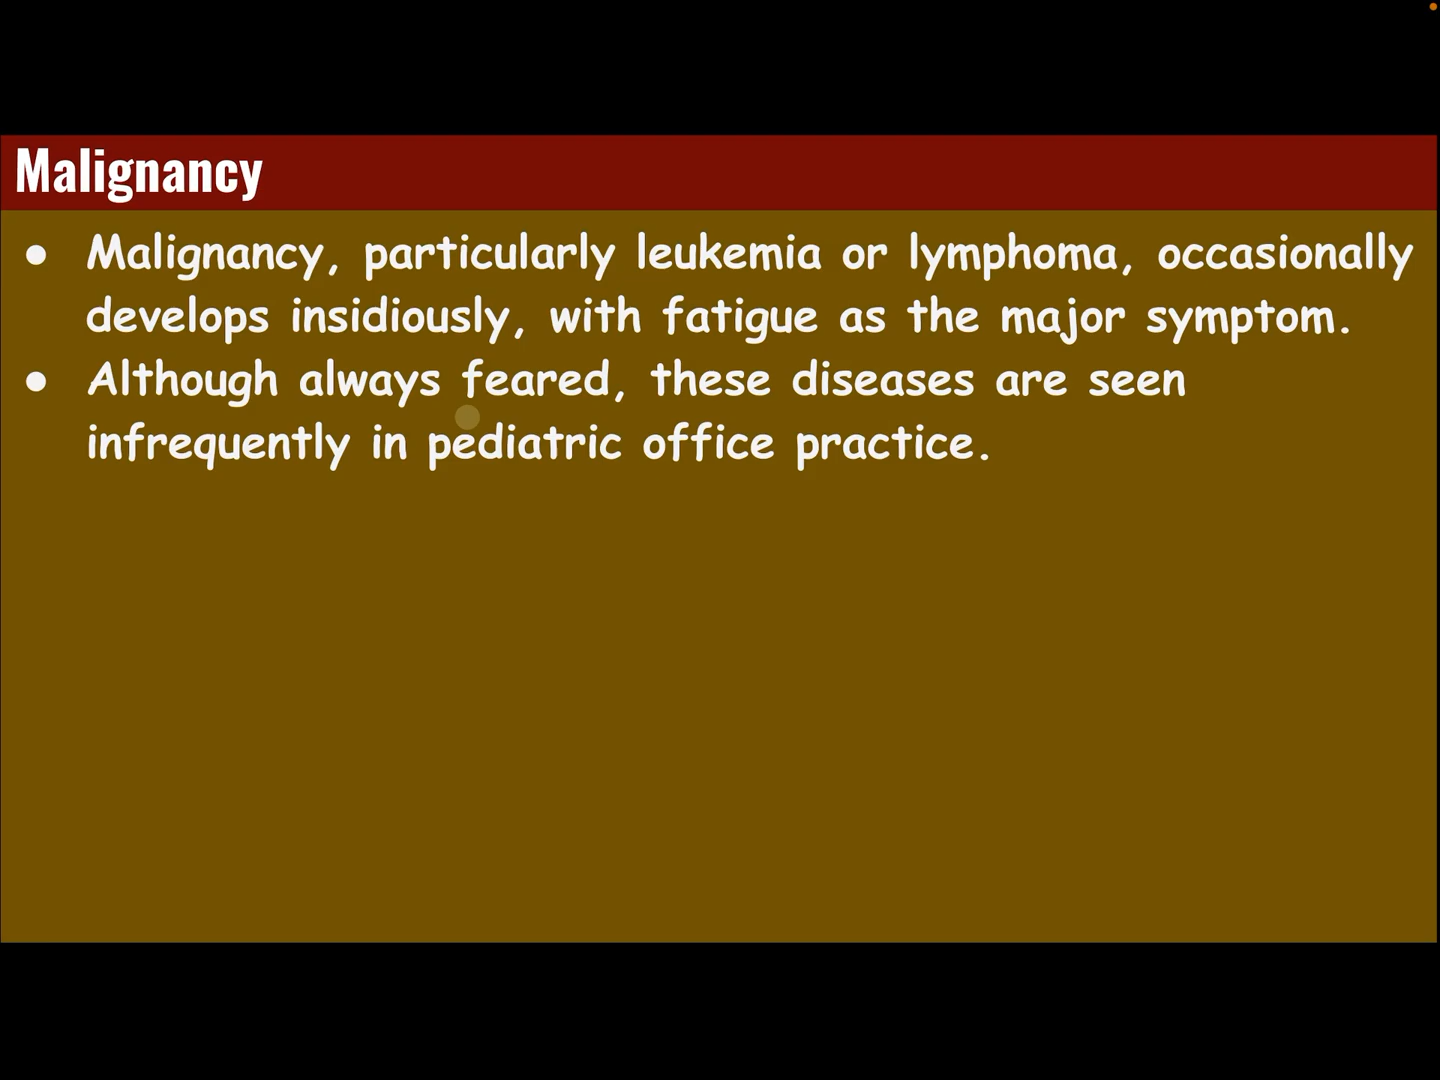 Malignancy
● Malignancy, particularly leukemia or lymphoma, occasionally
develops insidiously, with fatigue as the major symptom.
● Although always feared, these diseases are seen
infrequently in pediatric office practice.